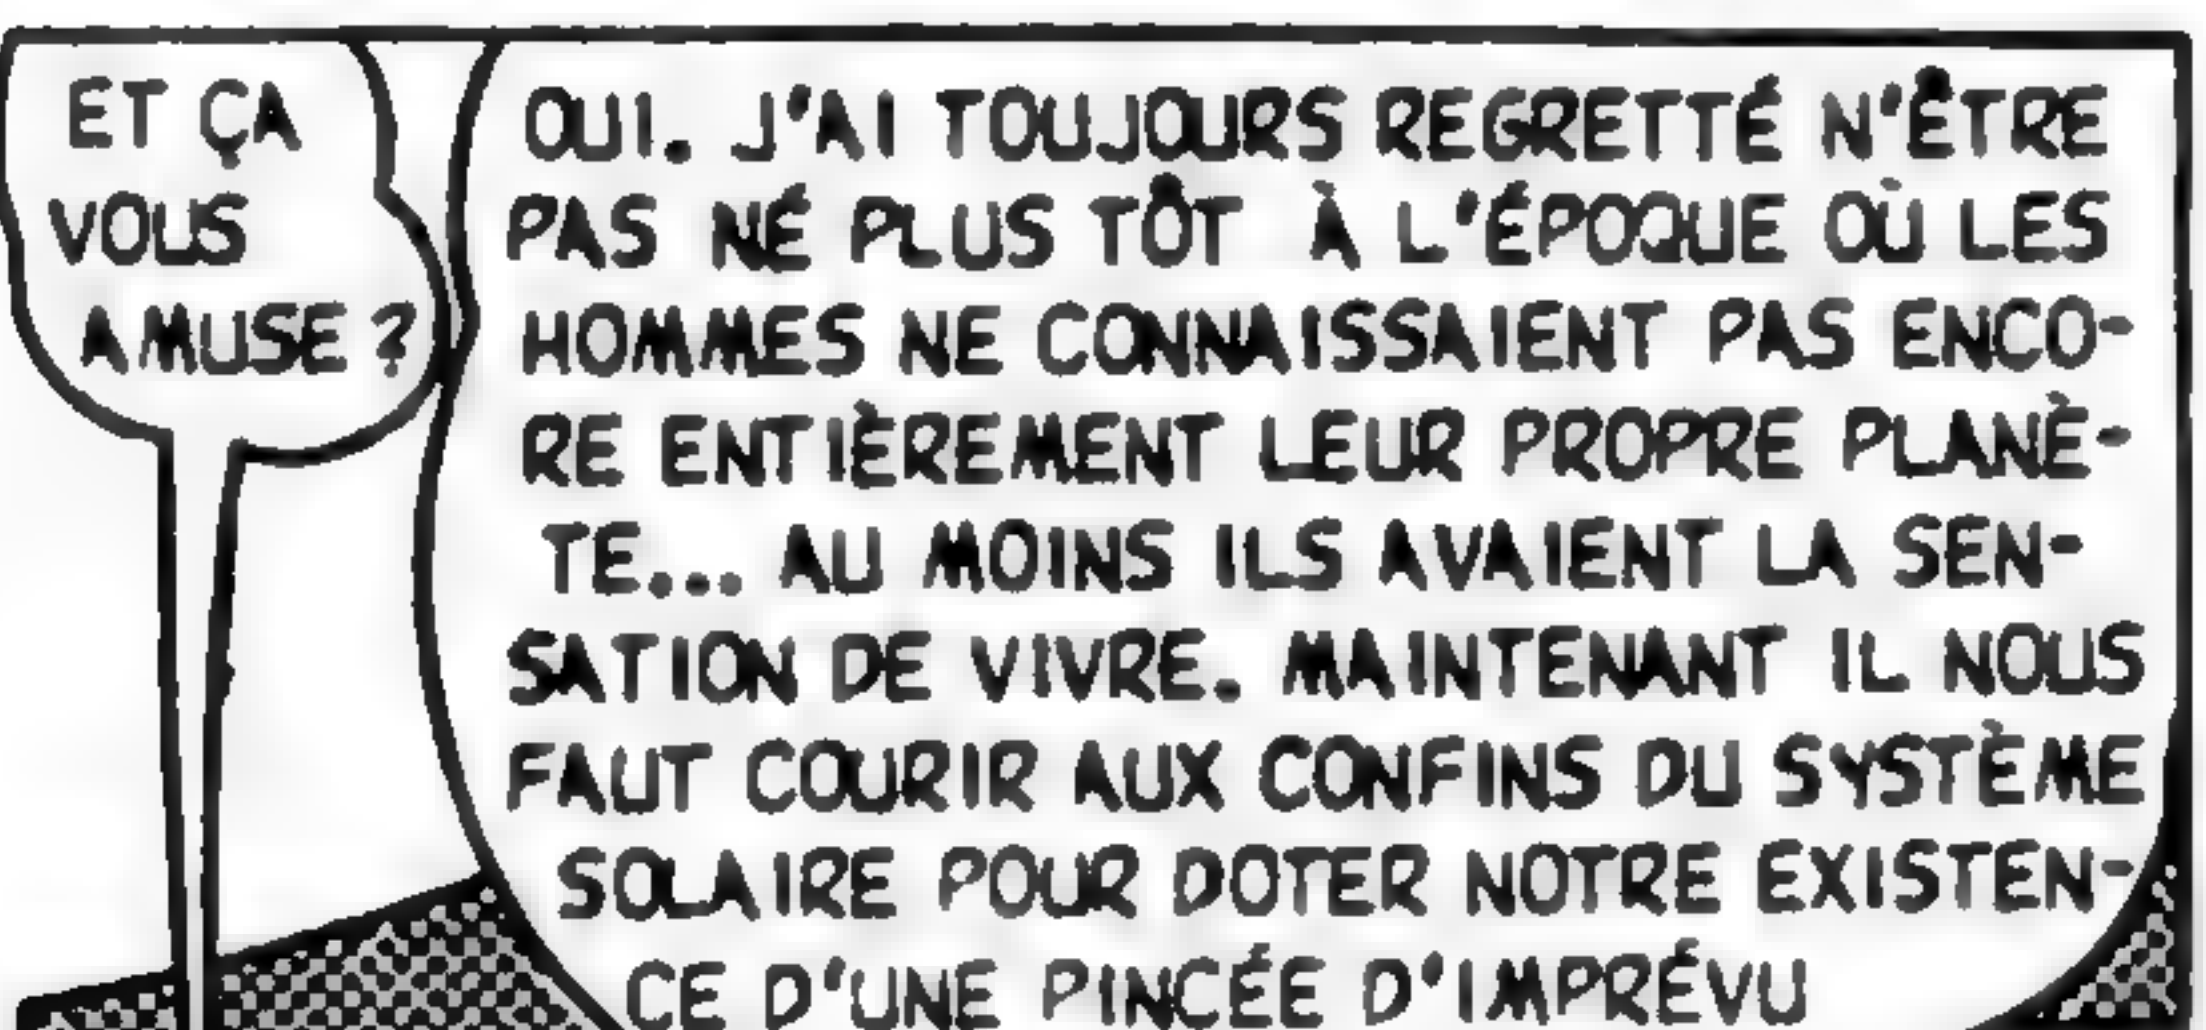 ET ÇA
VOUS
AMUSE ?
OUI. J'AI TOUJOURS REGRETTÉ N'ÊTRE
PAS NÉ PLUS TÔT À L'ÉPOQUE OÙ LES
HOMMES NE CONNAISSAIENT PAS ENCO-
RE ENTIÈREMENT LEUR PROPRE PLANÈ-
TE... AU MOINS ILS AVAIENT LA SEN-
SATION DE VIVRE. MAINTENANT IL NOUS
FAUT COURIR AUX CONFINS DU SYSTÈME
SOLAIRE POUR DOTER NOTRE EXISTEN-
CE D'UNE PINCÉE D'IMPRÉVU